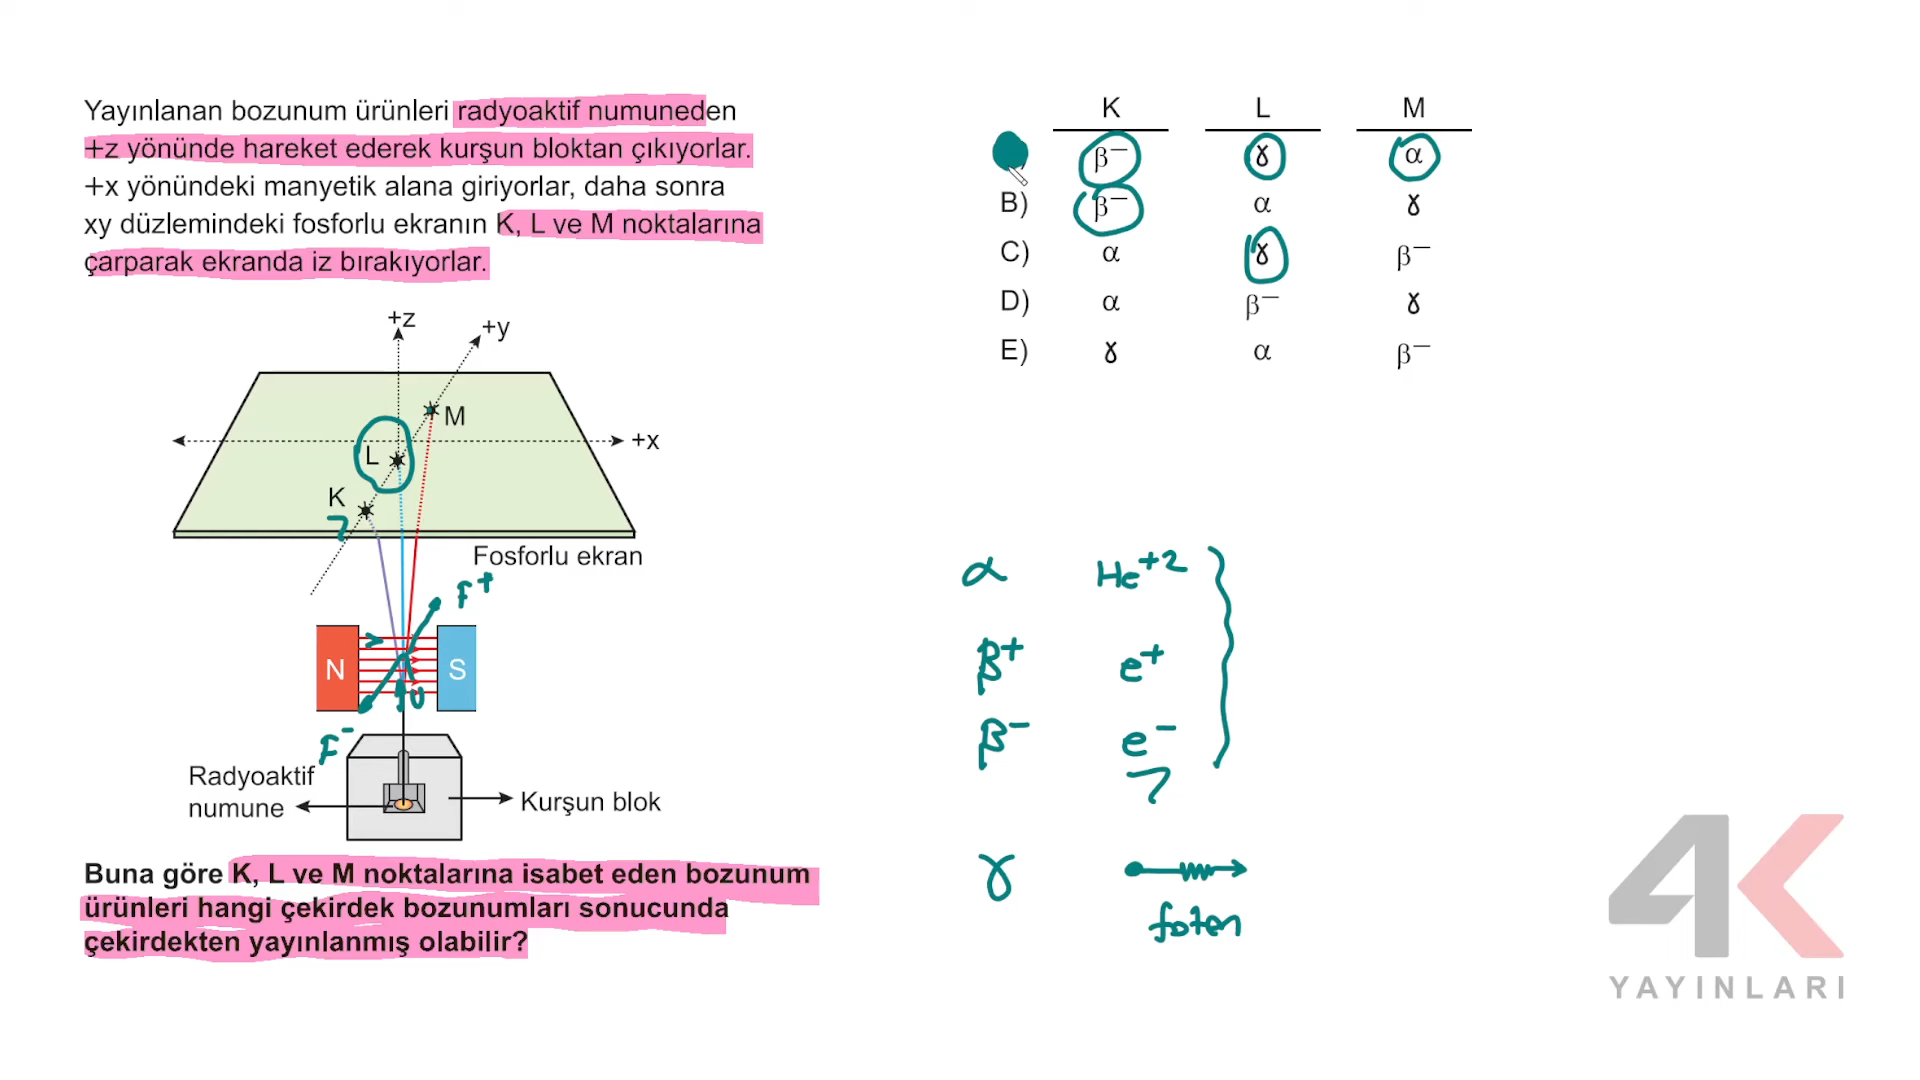 Yayınlanan bozunum ürünleri radyoaktif numuneden
+z yönünde hareket ederek kurşun bloktan çıkıyorlar.
+x yönündeki manyetik alana giriyorlar, daha sonra
xy düzlemindeki fosforlu ekranın K, L ve M noktalarına
çarparak ekranda iz bırakıyorlar.
+z
+y
M
+x
L
K
Fosforlu ekran
F+
N
S
υ
F-
Radyoaktif
numune
Kurşun blok
Buna göre K, L ve M noktalarına isabet eden bozunum
ürünleri hangi çekirdek bozunumları sonucunda
çekirdekten yayınlanmış olabilir?
K L M
β⁻ ɣ α
B) β⁻ α ɣ
C) α ɣ β⁻
D) α β⁻ ɣ
E) ɣ α β⁻
α He⁺²
β⁺ e⁺
β⁻ e⁻
γ
foton
4K
YAYINLARI